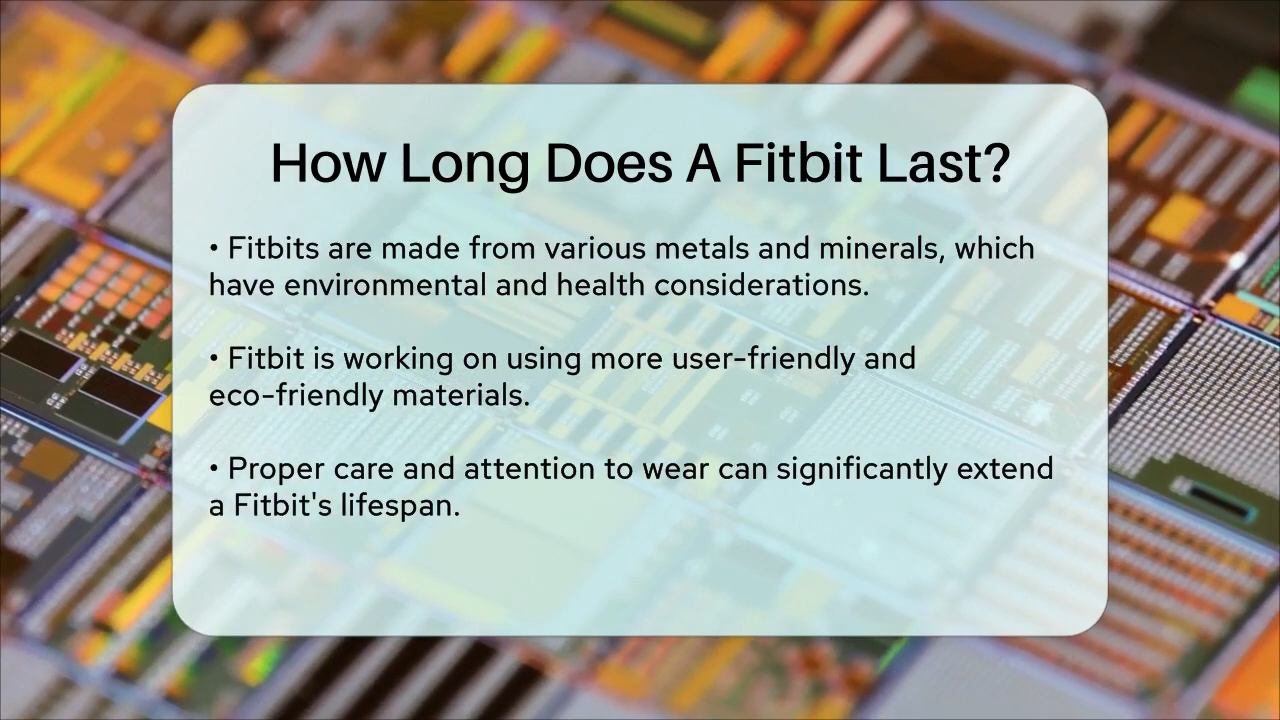 How Long Does A Fitbit Last?
• Fitbits are made from various metals and minerals, which
have environmental and health considerations.
• Fitbit is working on using more user-friendly and
eco-friendly materials.
• Proper care and attention to wear can significantly extend
a Fitbit's lifespan.